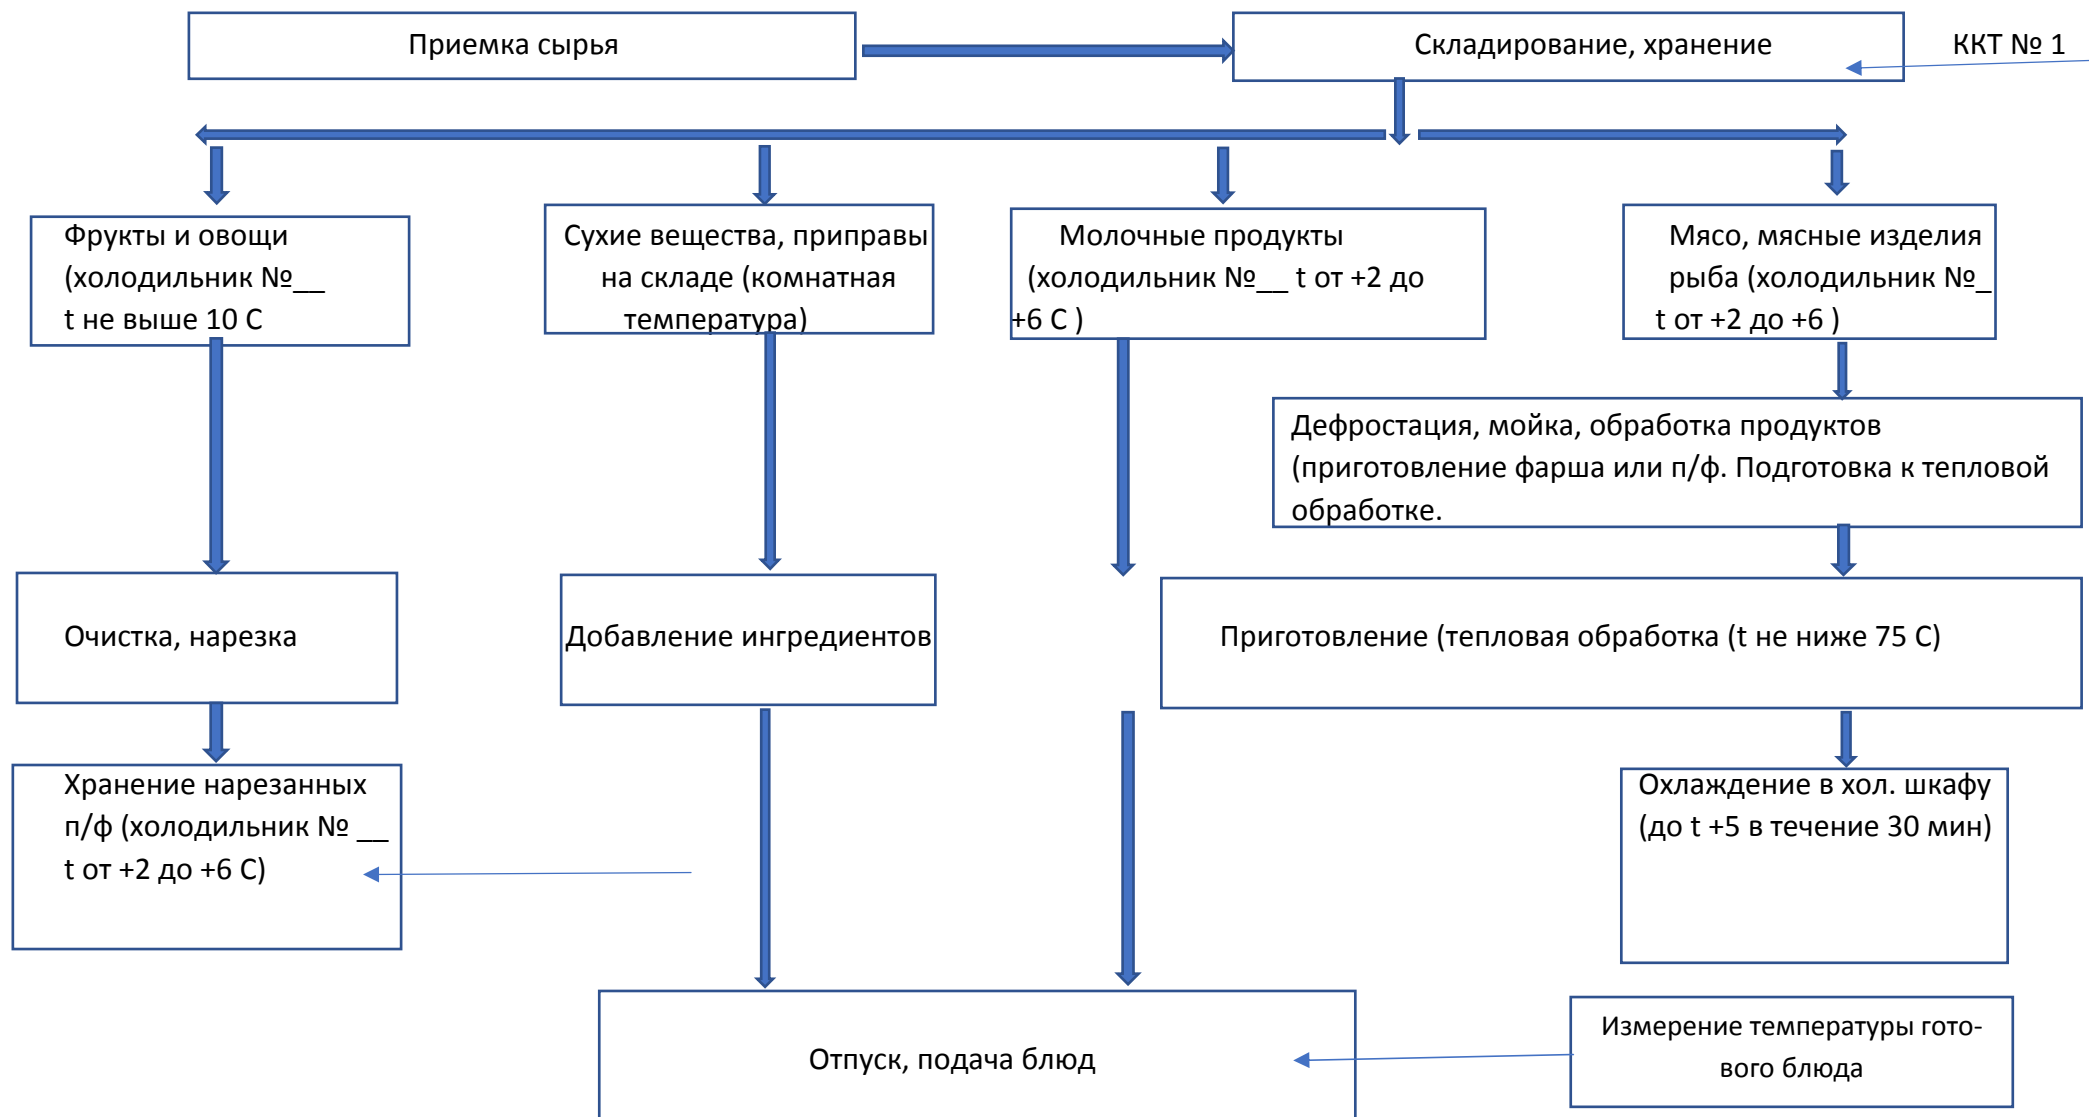 Приемка сырья
Складирование, хранение
ККТ № 1
Фрукты и овощи
(холодильник №__
t не выше 10 С
Сухие вещества, приправы
на складе (комнатная
температура)
Молочные продукты
(холодильник №__ t от +2 до
+6 С )
Мясо, мясные изделия
рыба (холодильник №_
t от +2 до +6 )
Дефростация, мойка, обработка продуктов
(приготовление фарша или п/ф. Подготовка к тепловой
обработке.
Очистка, нарезка
Добавление ингредиентов
Приготовление (тепловая обработка (t не ниже 75 С)
Хранение нарезанных
п/ф (холодильник № __
t от +2 до +6 С)
Охлаждение в хол. шкафу
(до t +5 в течение 30 мин)
Отпуск, подача блюд
Измерение температуры гото-
вого блюда